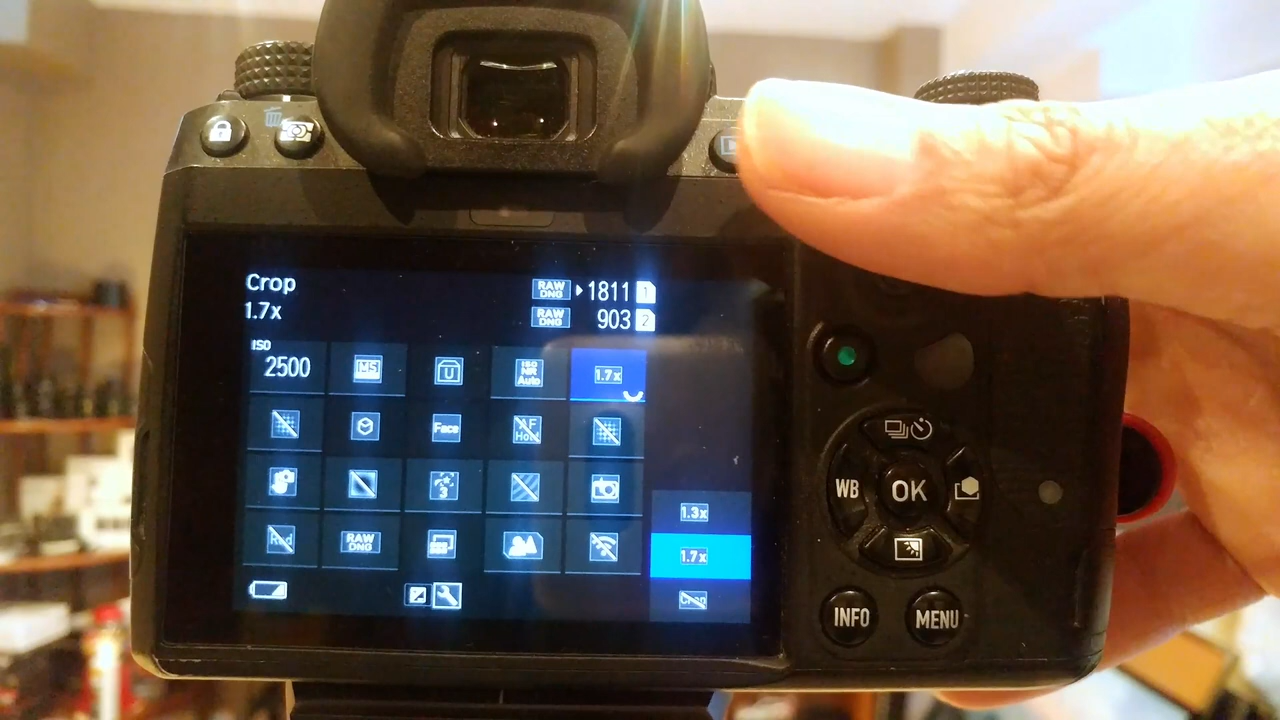 Crop
RAW DNG 1811 1
1.7x
RAW DNG 903 2
ISO
2500
MS
U
ISO NR Auto
1.7x
Face
AF Hold
3
RAW DNG
1.3x
1.7x
Crop
WB
OK
INFO
MENU